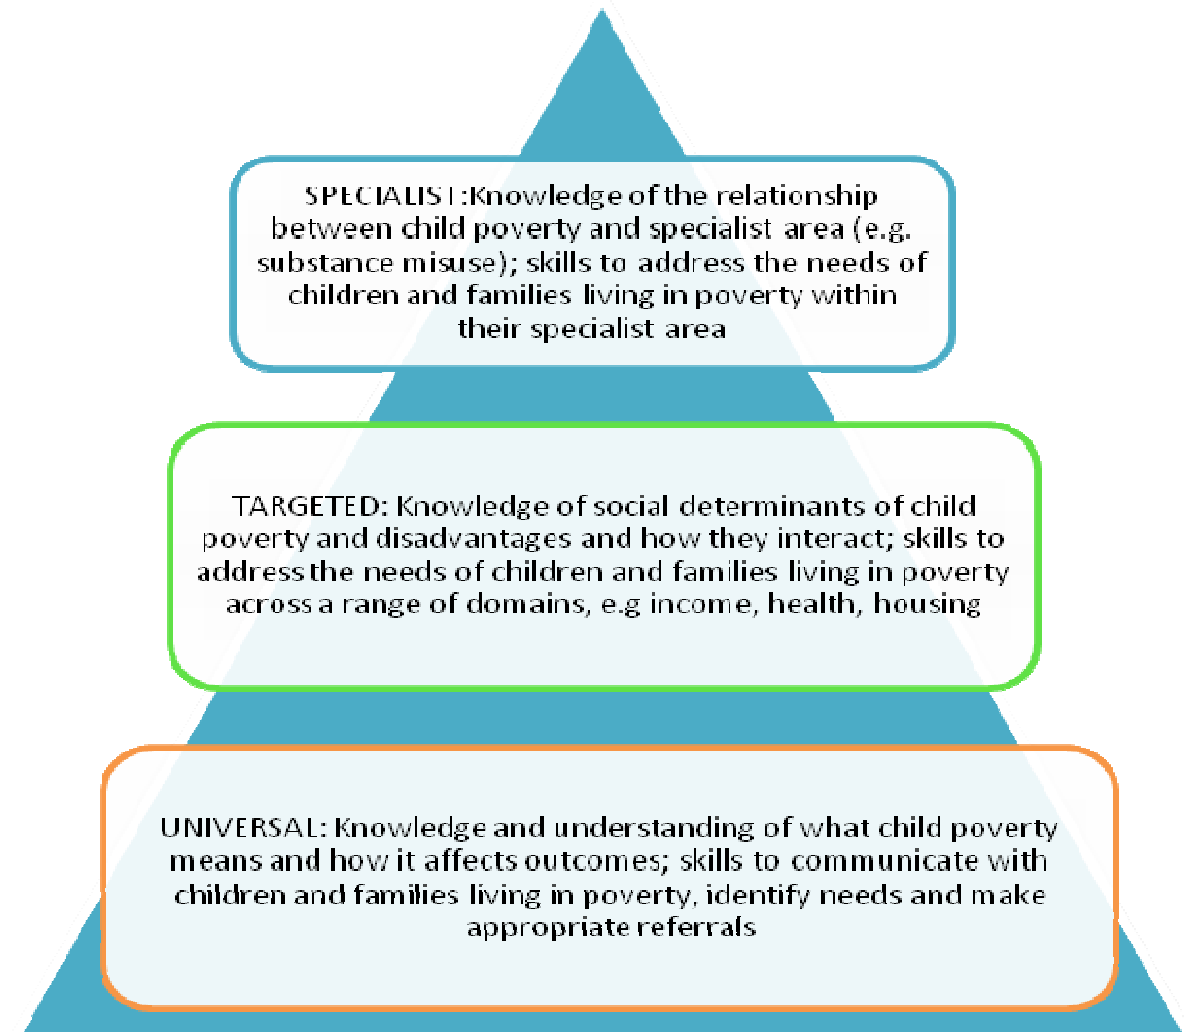 SPECIALIST:Knowledge of the relationship
between child poverty and specialist area (e.g.
substance misuse); skills to address the needs of
children and families living in poverty within
their specialist area
TARGETED: Knowledge of social determinants of child
poverty and disadvantages and how they interact; skills to
address the needs of children and families living in poverty
across a range of domains, e.g income, health, housing
UNIVERSAL: Knowledge and understanding of what child poverty
means and how it affects outcomes; skills to communicate with
children and families living in poverty, identify needs and make
appropriate referrals